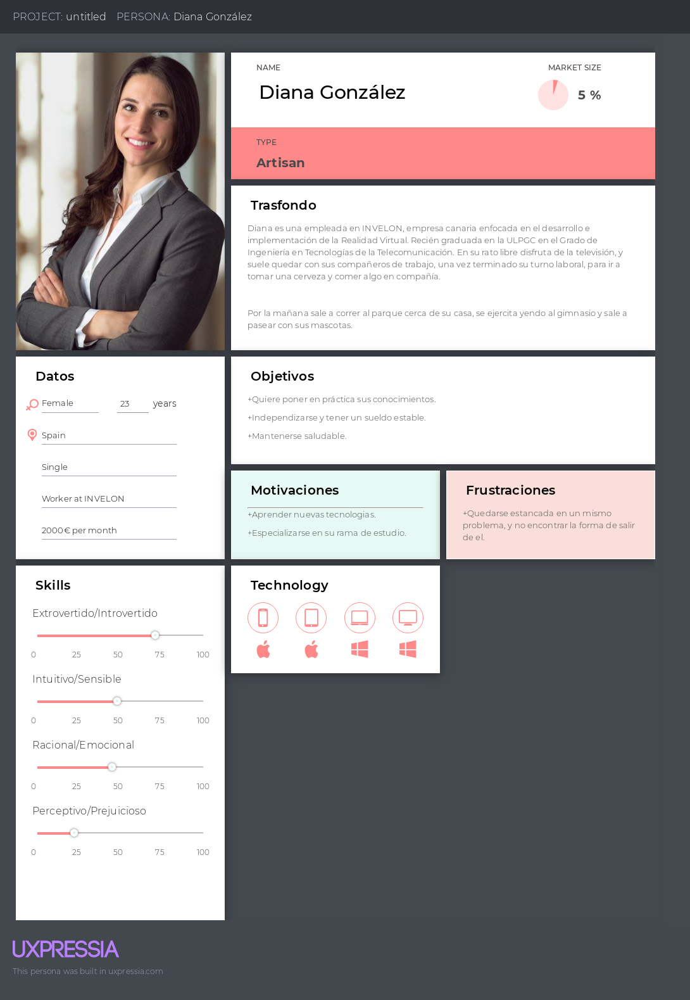 PROJECT: untitled PERSONA: Diana González
NAME
Diana González
MARKET SIZE
5 %
TYPE
Artisan
Trasfondo
Diana es una empleada en INVELON, empresa canaria enfocada en el desarrollo e
implementación de la Realidad Virtual. Recién graduada en la ULPGC en el Grado de
Ingeniería en Tecnologías de la Telecomunicación. En su rato libre disfruta de la televisión, y
suele quedar con sus compañeros de trabajo, una vez terminado su turno laboral, para ir a
tomar una cerveza y comer algo en compañía.
Por la mañana sale a correr al parque cerca de su casa, se ejercita yendo al gimnasio y sale a
pasear con sus mascotas.
Datos
Female 23 years
Spain
Single
Worker at INVELON
2000€ per month
Objetivos
+Quiere poner en práctica sus conocimientos.
+Independizarse y tener un sueldo estable.
+Mantenerse saludable.
Motivaciones
+Aprender nuevas tecnologias.
+Especializarse en su rama de estudio.
Frustraciones
+Quedarse estancada en un mismo
problema, y no encontrar la forma de salir
de el.
Skills
Extrovertido/Introvertido
0 25 50 75 100
Intuitivo/Sensible
0 25 50 75 100
Racional/Emocional
0 25 50 75 100
Perceptivo/Prejuicioso
0 25 50 75 100
Technology
UXPRESSIA
This persona was built in uxpressia.com